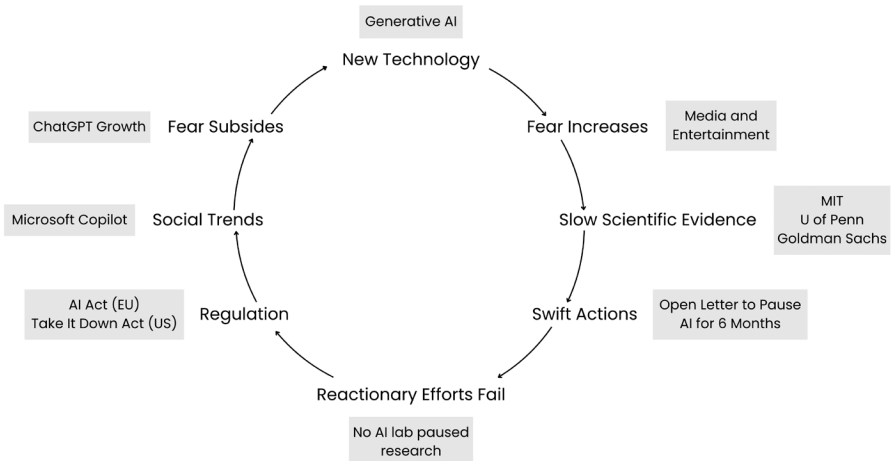 Generative AI
New Technology
Fear Increases
Media and
Entertainment
Slow Scientific Evidence
MIT
U of Penn
Goldman Sachs
Swift Actions
Open Letter to Pause
AI for 6 Months
Reactionary Efforts Fail
No AI lab paused
research
Regulation
AI Act (EU)
Take It Down Act (US)
Social Trends
Microsoft Copilot
Fear Subsides
ChatGPT Growth